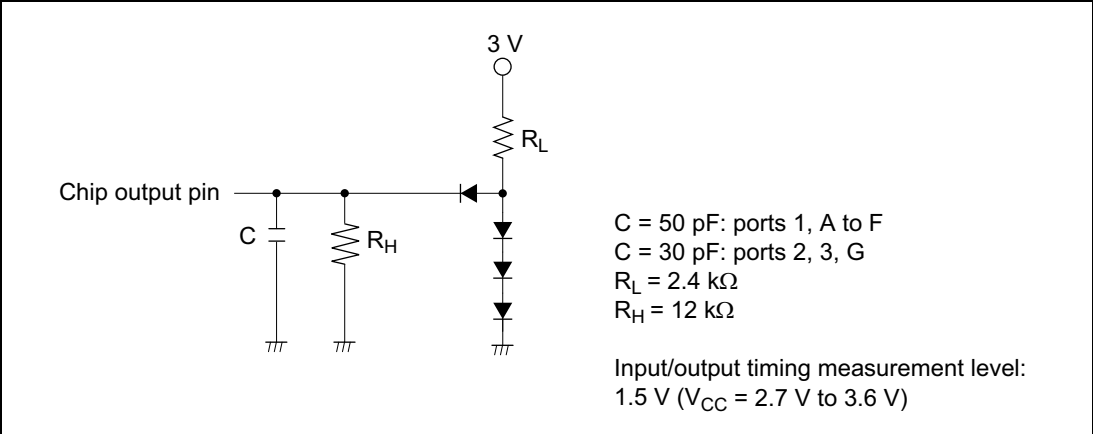 3 V
R_L
Chip output pin
C
R_H
C = 50 pF: ports 1, A to F
C = 30 pF: ports 2, 3, G
R_L = 2.4 kΩ
R_H = 12 kΩ
Input/output timing measurement level:
1.5 V (V_CC = 2.7 V to 3.6 V)